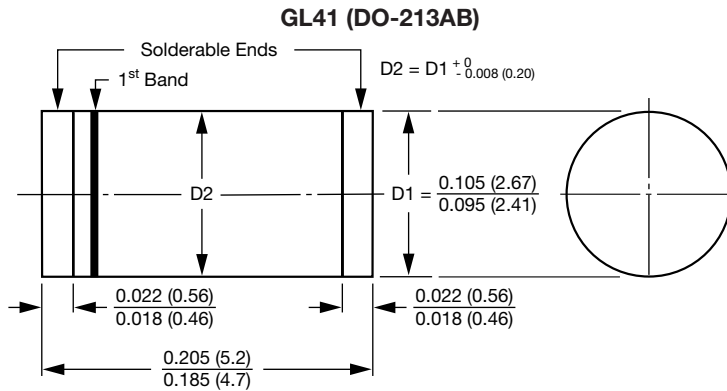 GL41 (DO-213AB)
Solderable Ends
D2 = D1 + 0 - 0.008 (0.20)
1st Band
D2
D1 = 0.105 (2.67)
0.095 (2.41)
0.022 (0.56)
0.018 (0.46)
0.022 (0.56)
0.018 (0.46)
0.205 (5.2)
0.185 (4.7)